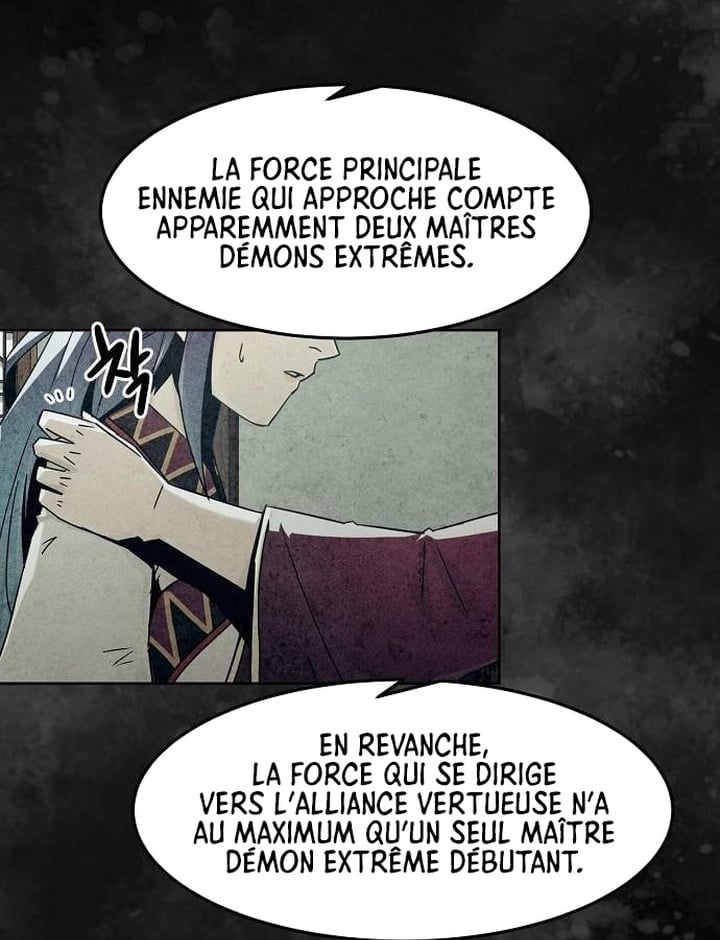 LA FORCE PRINCIPALE
ENNEMIE QUI APPROCHE COMPTE
APPAREMMENT DEUX MAÎTRES
DÉMONS EXTRÊMES.
착
EN REVANCHE,
LA FORCE QUI SE DIRIGE
VERS L'ALLIANCE VERTUEUSE N'A
AU MAXIMUM QU'UN SEUL MAÎTRE
DÉMON EXTRÊME DÉBUTANT.